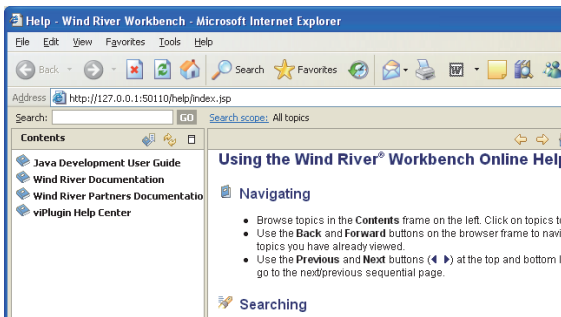 Help - Wind River Workbench - Microsoft Internet Explorer
File Edit View Favorites Tools Help
Back Search Favorites
Address http://127.0.0.1:50110/help/index.jsp
Search: GO Search scope: All topics
Contents
Java Development User Guide
Wind River Documentation
Wind River Partners Documentatio
viPlugin Help Center
Using the Wind River® Workbench Online Hel
Navigating
• Browse topics in the Contents frame on the left. Click on topics t
• Use the Back and Forward buttons on the browser frame to navi
topics you have already viewed.
• Use the Previous and Next buttons ( ) at the top and bottom
go to the next/previous sequential page.
Searching